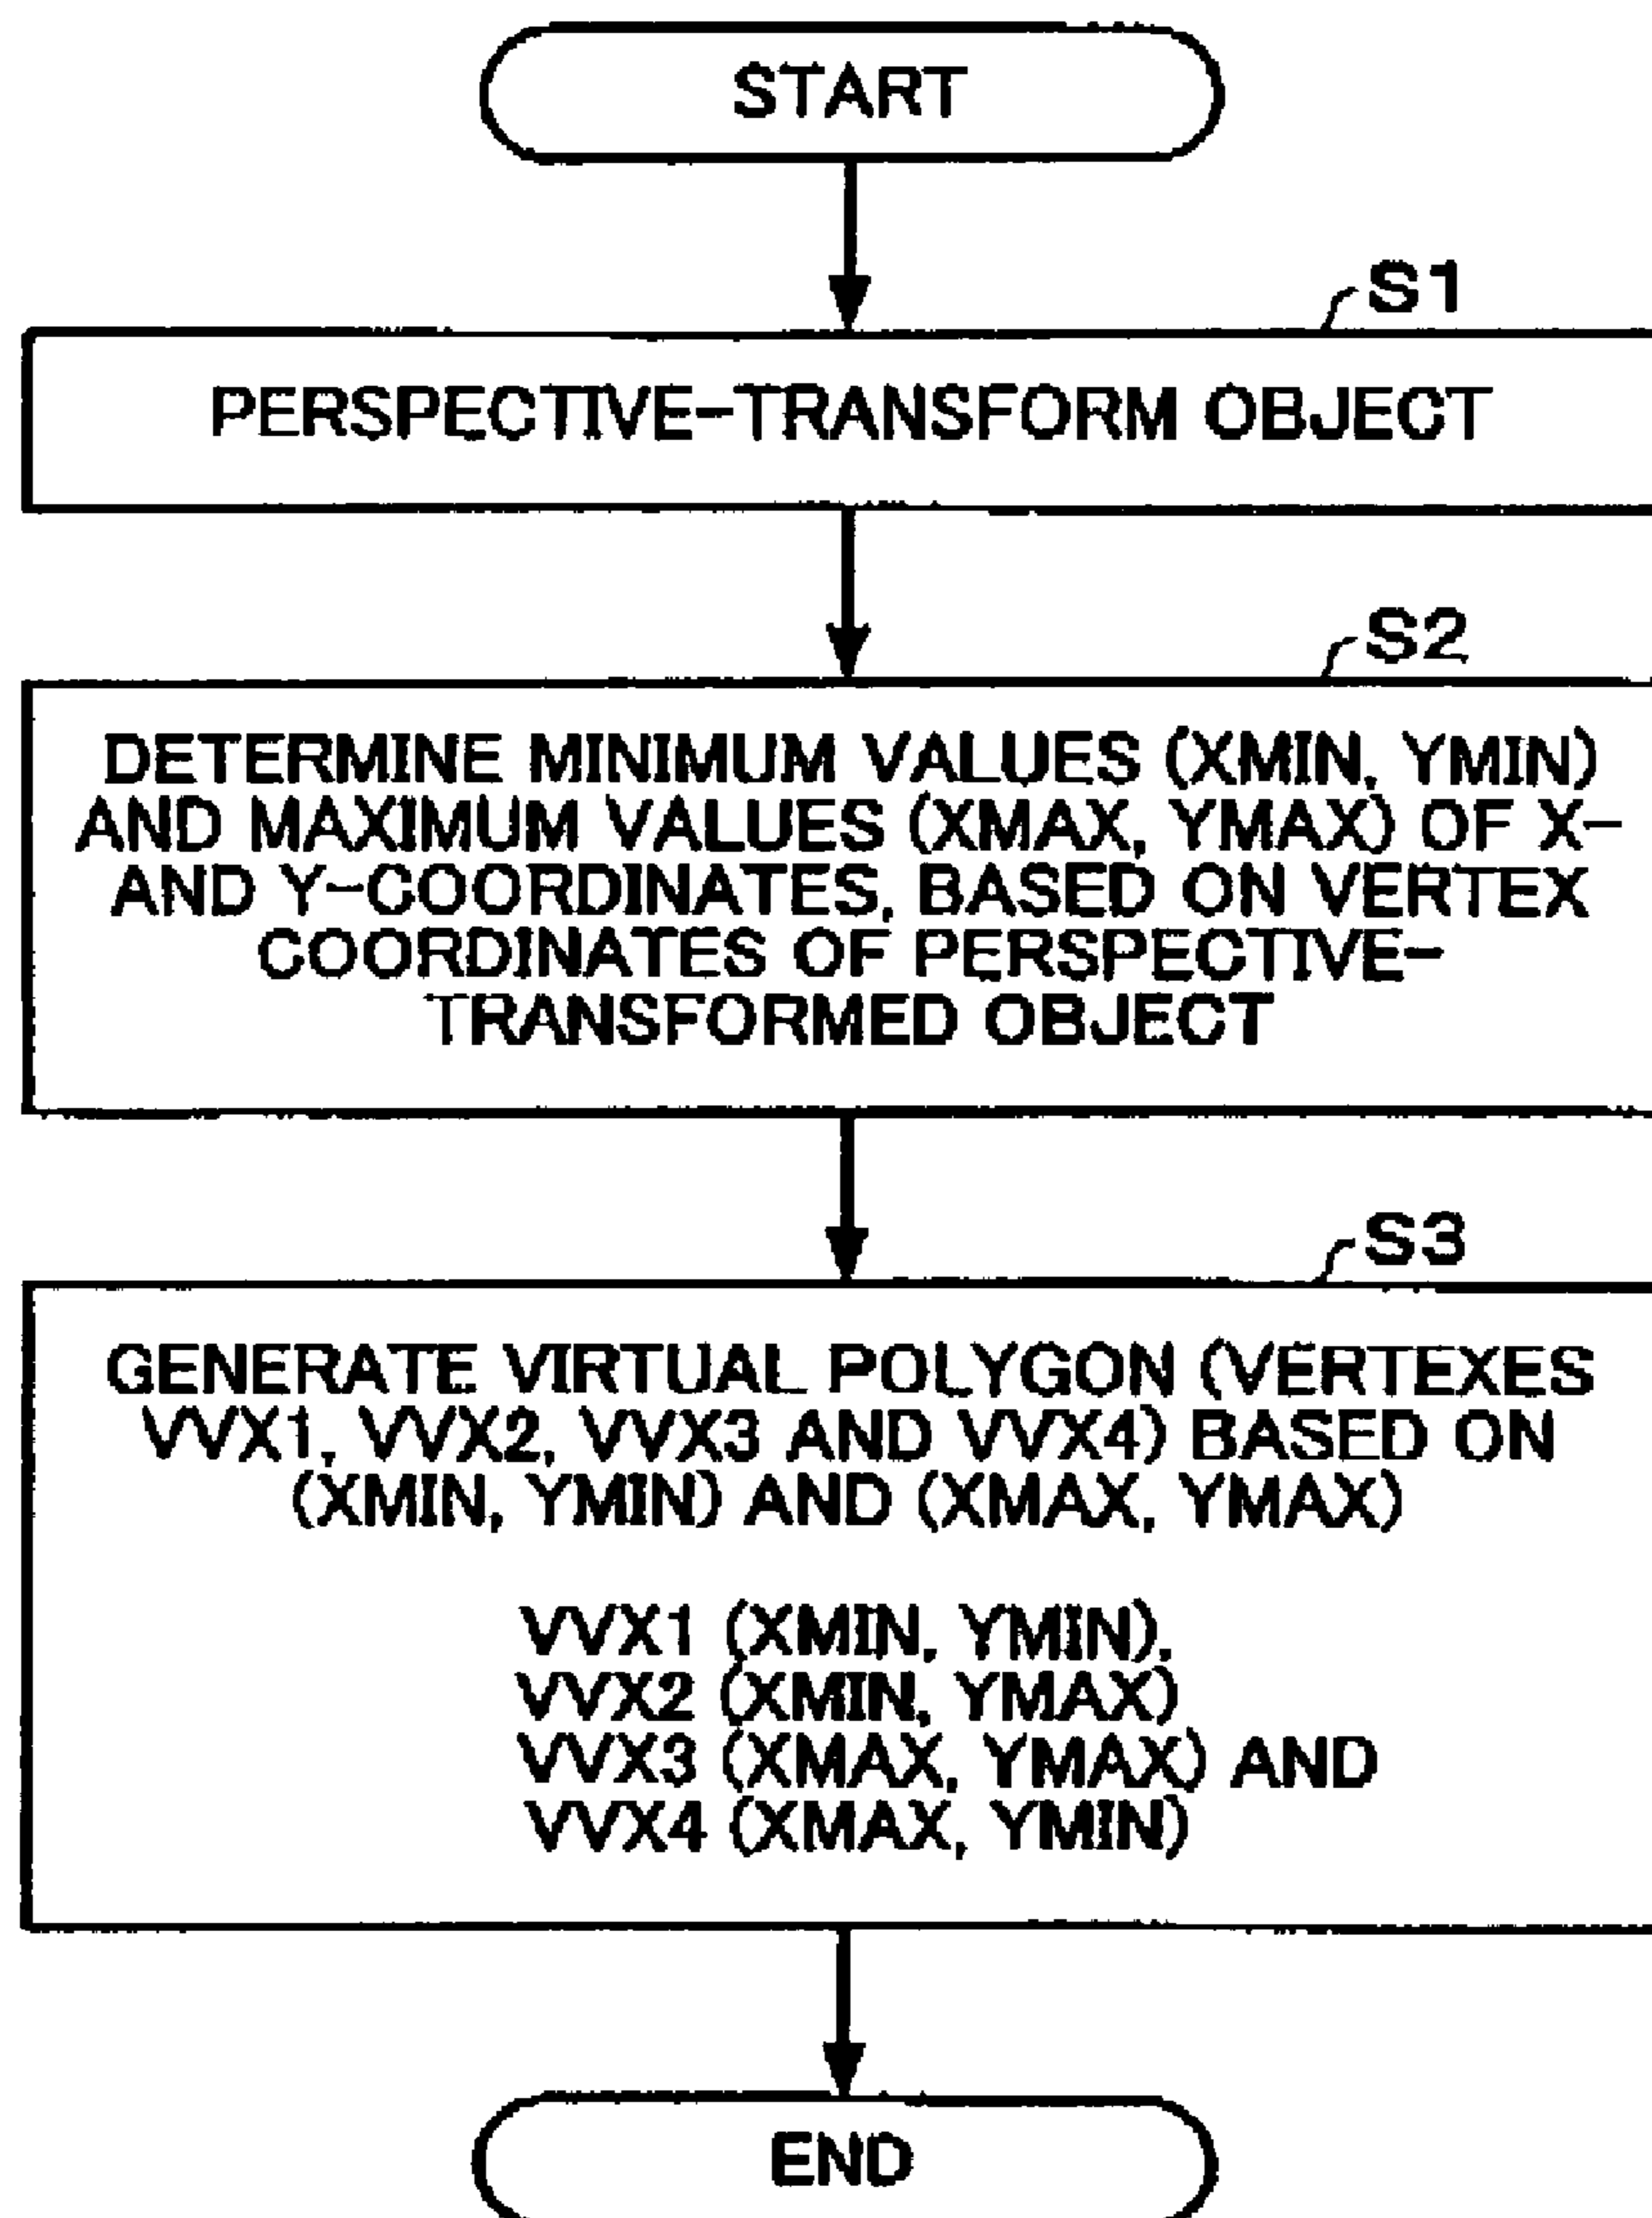 START
S1
PERSPECTIVE-TRANSFORM OBJECT
S2
DETERMINE MINIMUM VALUES (XMIN, YMIN)
AND MAXIMUM VALUES (XMAX, YMAX) OF X-
AND Y-COORDINATES, BASED ON VERTEX
COORDINATES OF PERSPECTIVE-
TRANSFORMED OBJECT
S3
GENERATE VIRTUAL POLYGON (VERTEXES
VVX1, VVX2, VVX3 AND VVX4) BASED ON
(XMIN, YMIN) AND (XMAX, YMAX)
VVX1 (XMIN, YMIN),
VVX2 (XMIN, YMAX)
VVX3 (XMAX, YMAX) AND
VVX4 (XMAX, YMIN)
END